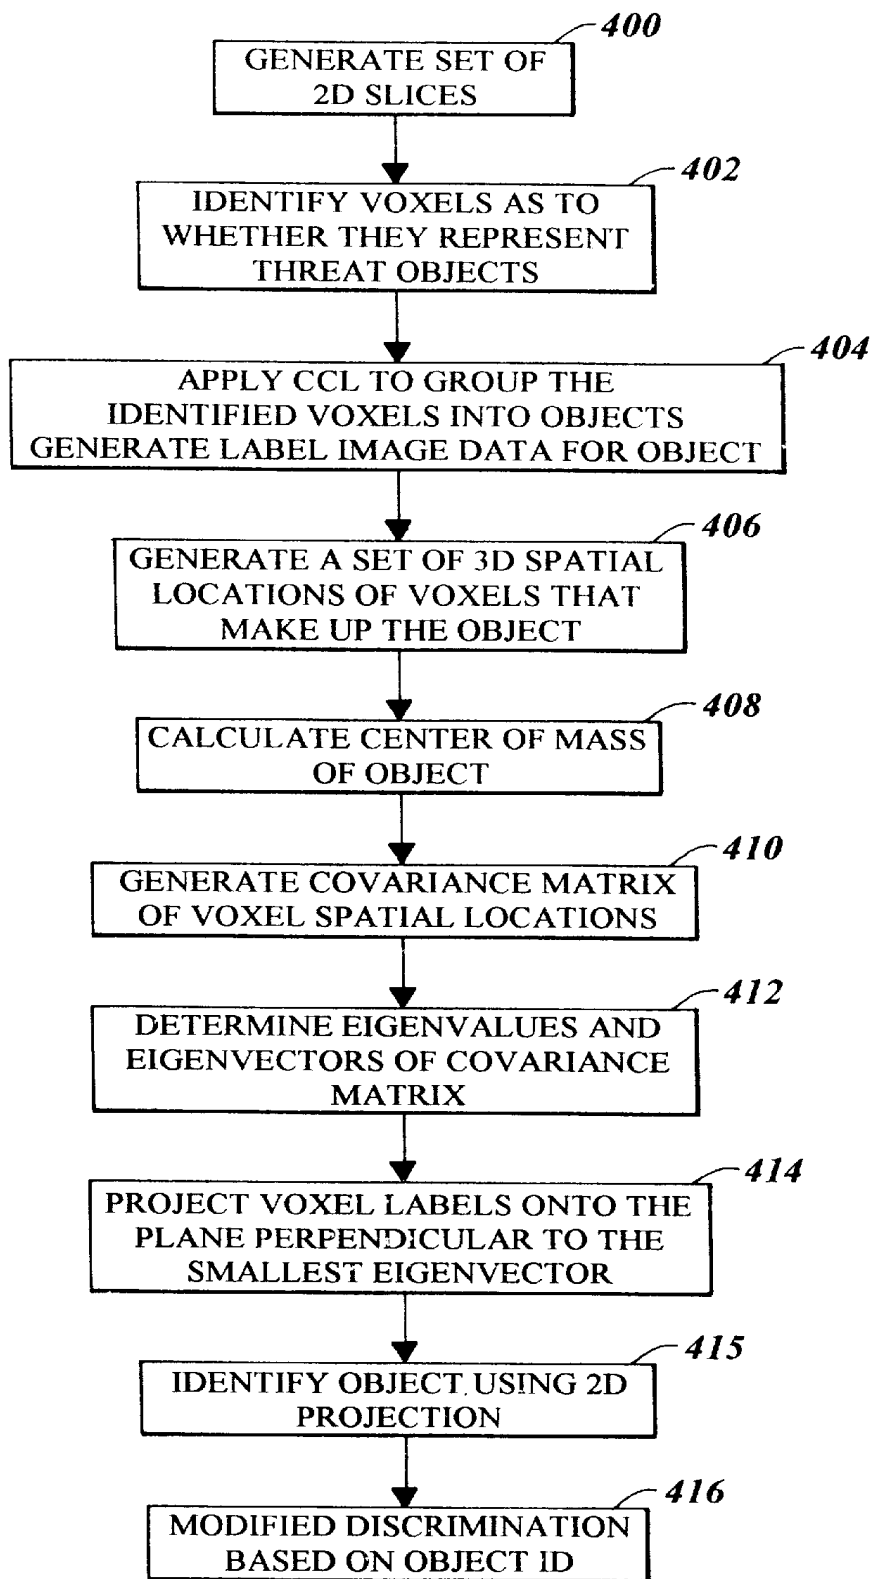 400
GENERATE SET OF
2D SLICES
402
IDENTIFY VOXELS AS TO
WHETHER THEY REPRESENT
THREAT OBJECTS
404
APPLY CCL TO GROUP THE
IDENTIFIED VOXELS INTO OBJECTS
GENERATE LABEL IMAGE DATA FOR OBJECT
406
GENERATE A SET OF 3D SPATIAL
LOCATIONS OF VOXELS THAT
MAKE UP THE OBJECT
408
CALCULATE CENTER OF MASS
OF OBJECT
410
GENERATE COVARIANCE MATRIX
OF VOXEL SPATIAL LOCATIONS
412
DETERMINE EIGENVALUES AND
EIGENVECTORS OF COVARIANCE
MATRIX
414
PROJECT VOXEL LABELS ONTO THE
PLANE PERPENDICULAR TO THE
SMALLEST EIGENVECTOR
415
IDENTIFY OBJECT USING 2D
PROJECTION
416
MODIFIED DISCRIMINATION
BASED ON OBJECT ID